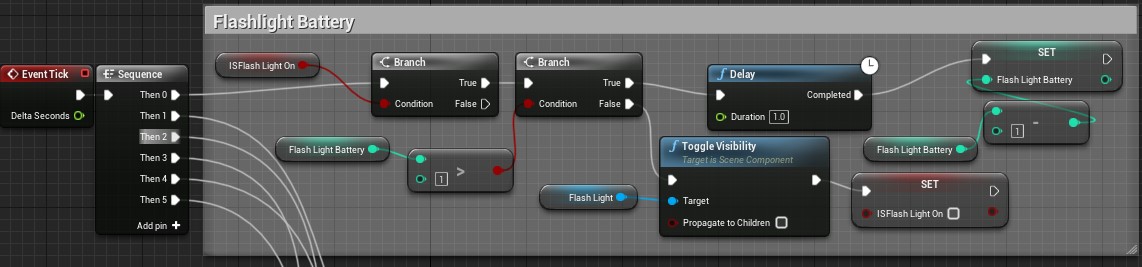 Flashlight Battery
Event Tick
Delta Seconds
Sequence
Then 0
Then 1
Then 2
Then 3
Then 4
Then 5
Add pin +
ISFlash Light On
Branch
True
Condition
False
Branch
True
Condition
False
Flash Light Battery
1
>
Delay
Completed
Duration
1.0
SET
Flash Light Battery
Flash Light Battery
1
-
Flash Light
Toggle Visibility
Target is Scene Component
Target
Propagate to Children
SET
ISFlash Light On